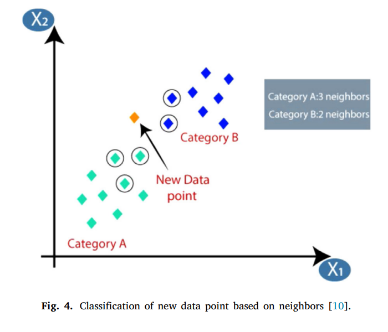 X2
Category A:3 neighbors
Category B:2 neighbors
Category B
New Data
point
Category A
X1
Fig. 4. Classification of new data point based on neighbors [10].